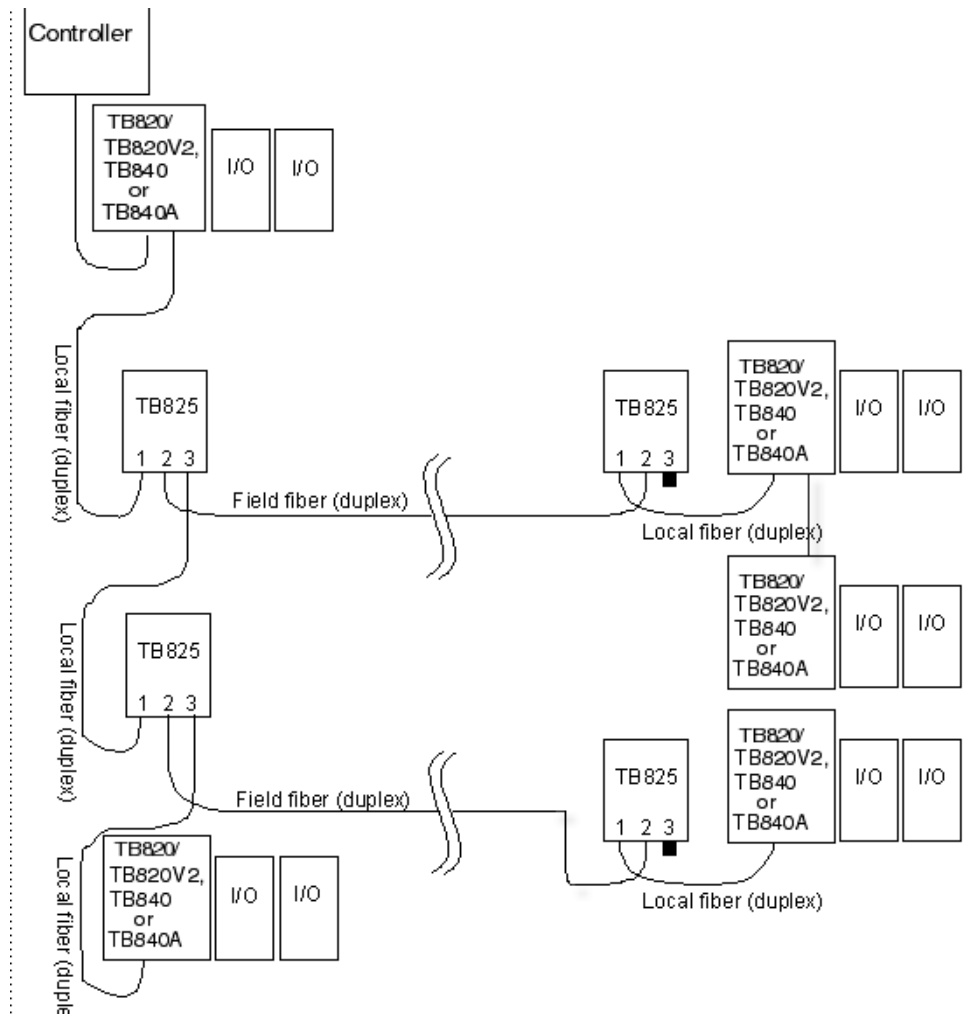 Controller
TB820/
TB820V2,
TB840
or
TB840A
I/O
I/O
Local fiber (duplex)
TB825
1 2 3
Field fiber (duplex)
TB825
1 2 3
TB820/
TB820V2,
TB840
or
TB840A
I/O
I/O
Local fiber (duplex)
TB820/
TB820V2,
TB840
or
TB840A
I/O
I/O
Local fiber (duplex)
TB825
1 2 3
Field fiber (duplex)
TB825
1 2 3
TB820/
TB820V2,
TB840
or
TB840A
I/O
I/O
Local fiber (duplex)
Local fiber (duple
TB820/
TB820V2,
TB840
or
TB840A
I/O
I/O